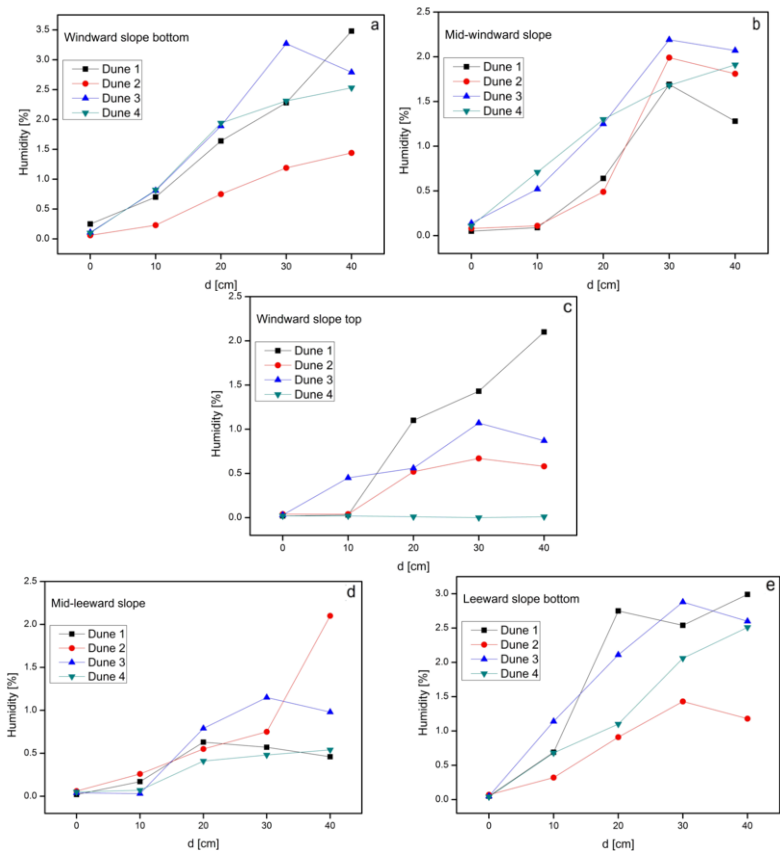 a
Windward slope bottom
Dune 1
Dune 2
Dune 3
Dune 4
Humidity [%]
3.5
3.0
2.5
2.0
1.5
1.0
0.5
0.0
0 10 20 30 40
d [cm]
b
Mid-windward slope
Dune 1
Dune 2
Dune 3
Dune 4
Humidity [%]
2.5
2.0
1.5
1.0
0.5
0.0
0 10 20 30 40
d [cm]
c
Windward slope top
Dune 1
Dune 2
Dune 3
Dune 4
Humidity [%]
2.5
2.0
1.5
1.0
0.5
0.0
0 10 20 30 40
d [cm]
d
Mid-leeward slope
Dune 1
Dune 2
Dune 3
Dune 4
Humidity [%]
2.5
2.0
1.5
1.0
0.5
0.0
0 10 20 30 40
d [cm]
e
Leeward slope bottom
Dune 1
Dune 2
Dune 3
Dune 4
Humidity [%]
3.0
2.5
2.0
1.5
1.0
0.5
0.0
0 10 20 30 40
d [cm]